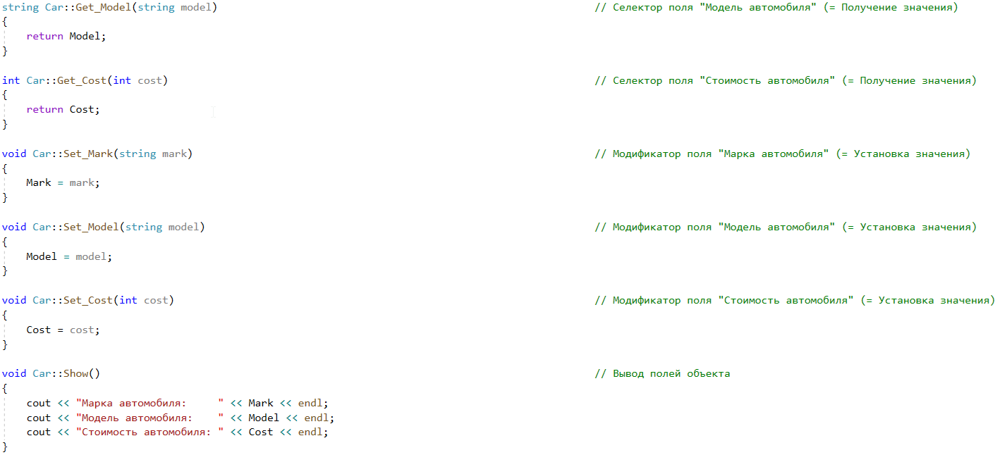 string Car::Get_Model(string model) // Селектор поля "Модель автомобиля" (= Получение значения)
{
    return Model;
}
int Car::Get_Cost(int cost) // Селектор поля "Стоимость автомобиля" (= Получение значения)
{
    return Cost;
}
void Car::Set_Mark(string mark) // Модификатор поля "Марка автомобиля" (= Установка значения)
{
    Mark = mark;
}
void Car::Set_Model(string model) // Модификатор поля "Модель автомобиля" (= Установка значения)
{
    Model = model;
}
void Car::Set_Cost(int cost) // Модификатор поля "Стоимость автомобиля" (= Установка значения)
{
    Cost = cost;
}
void Car::Show() // Вывод полей объекта
{
    cout << "Марка автомобиля:     " << Mark << endl;
    cout << "Модель автомобиля:    " << Model << endl;
    cout << "Стоимость автомобиля: " << Cost << endl;
}